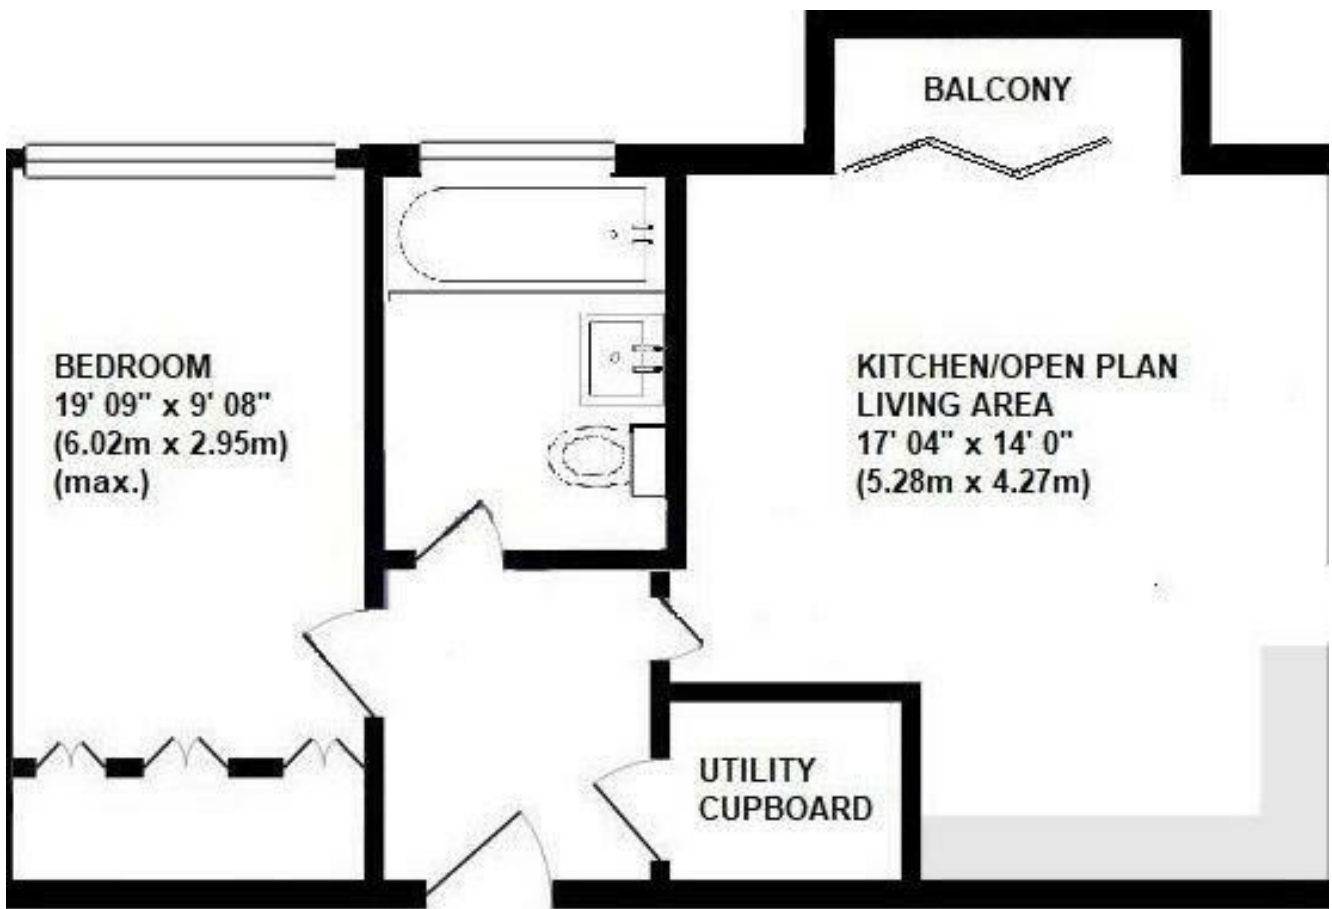 BALCONY
BEDROOM
19' 09" x 9' 08"
(6.02m x 2.95m)
(max.)
KITCHEN/OPEN PLAN
LIVING AREA
17' 04" x 14' 0"
(5.28m x 4.27m)
UTILITY
CUPBOARD